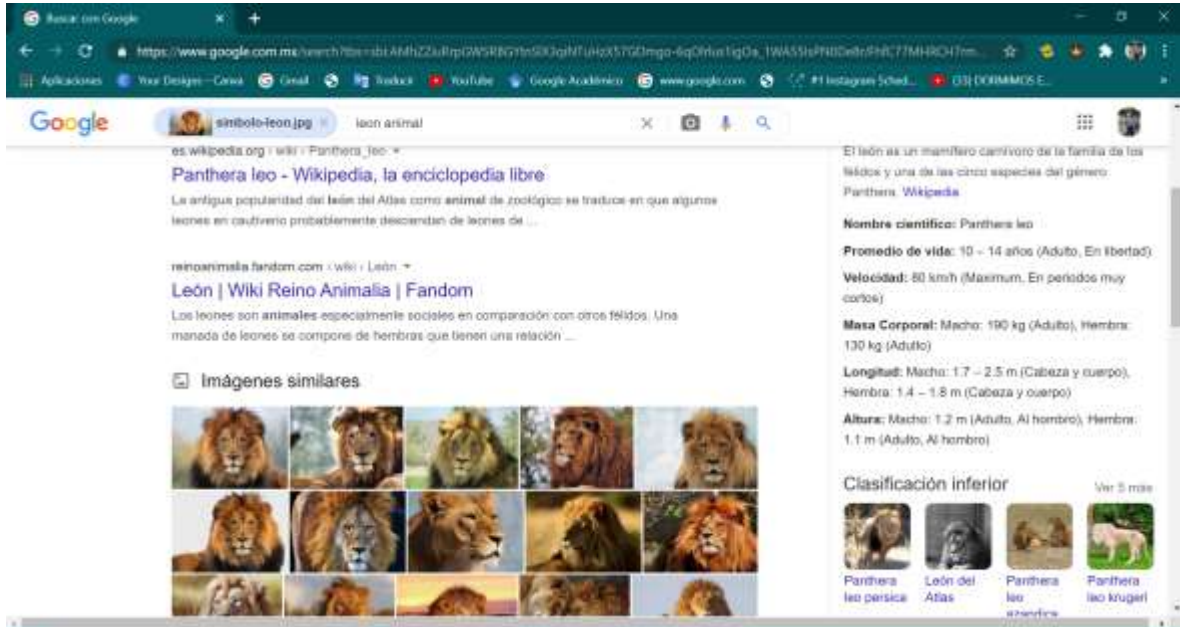 Buscar con Google
https://www.google.com.mx/search?tbs=sbi:
Aplicaciones
Your Designs – Canva
Gmail
Traducir
YouTube
Google Académico
www.google.com
#1 Instagram Sched...
(33) DORMIMOS E...
Google
simbolo-leon.jpg
leon animal
es.wikipedia.org › wiki › Panthera_leo
Panthera leo - Wikipedia, la enciclopedia libre
La antigua popularidad del león del Atlas como animal de zoológico se traduce en que algunos
leones en cautiverio probablemente desciendan de leones de ...
reinoanimalia.fandom.com › wiki › León
León | Wiki Reino Animalia | Fandom
Los leones son animales especialmente sociales en comparación con otros félidos. Una
manada de leones se compone de hembras que tienen una relación ...
Imágenes similares
El león es un mamífero carnívoro de la familia de los
félidos y una de las cinco especies del género
Panthera. Wikipedia
Nombre científico: Panthera leo
Promedio de vida: 10 – 14 años (Adulto, En libertad)
Velocidad: 80 km/h (Maximum, En periodos muy
cortos)
Masa Corporal: Macho: 190 kg (Adulto), Hembra:
130 kg (Adulto)
Longitud: Macho: 1.7 – 2.5 m (Cabeza y cuerpo),
Hembra: 1.4 – 1.8 m (Cabeza y cuerpo)
Altura: Macho: 1.2 m (Adulto, Al hombro), Hembra:
1.1 m (Adulto, Al hombro)
Clasificación inferior
Ver 5 más
Panthera
leo persica
León del
Atlas
Panthera
leo
azandica
Panthera
leo krugeri